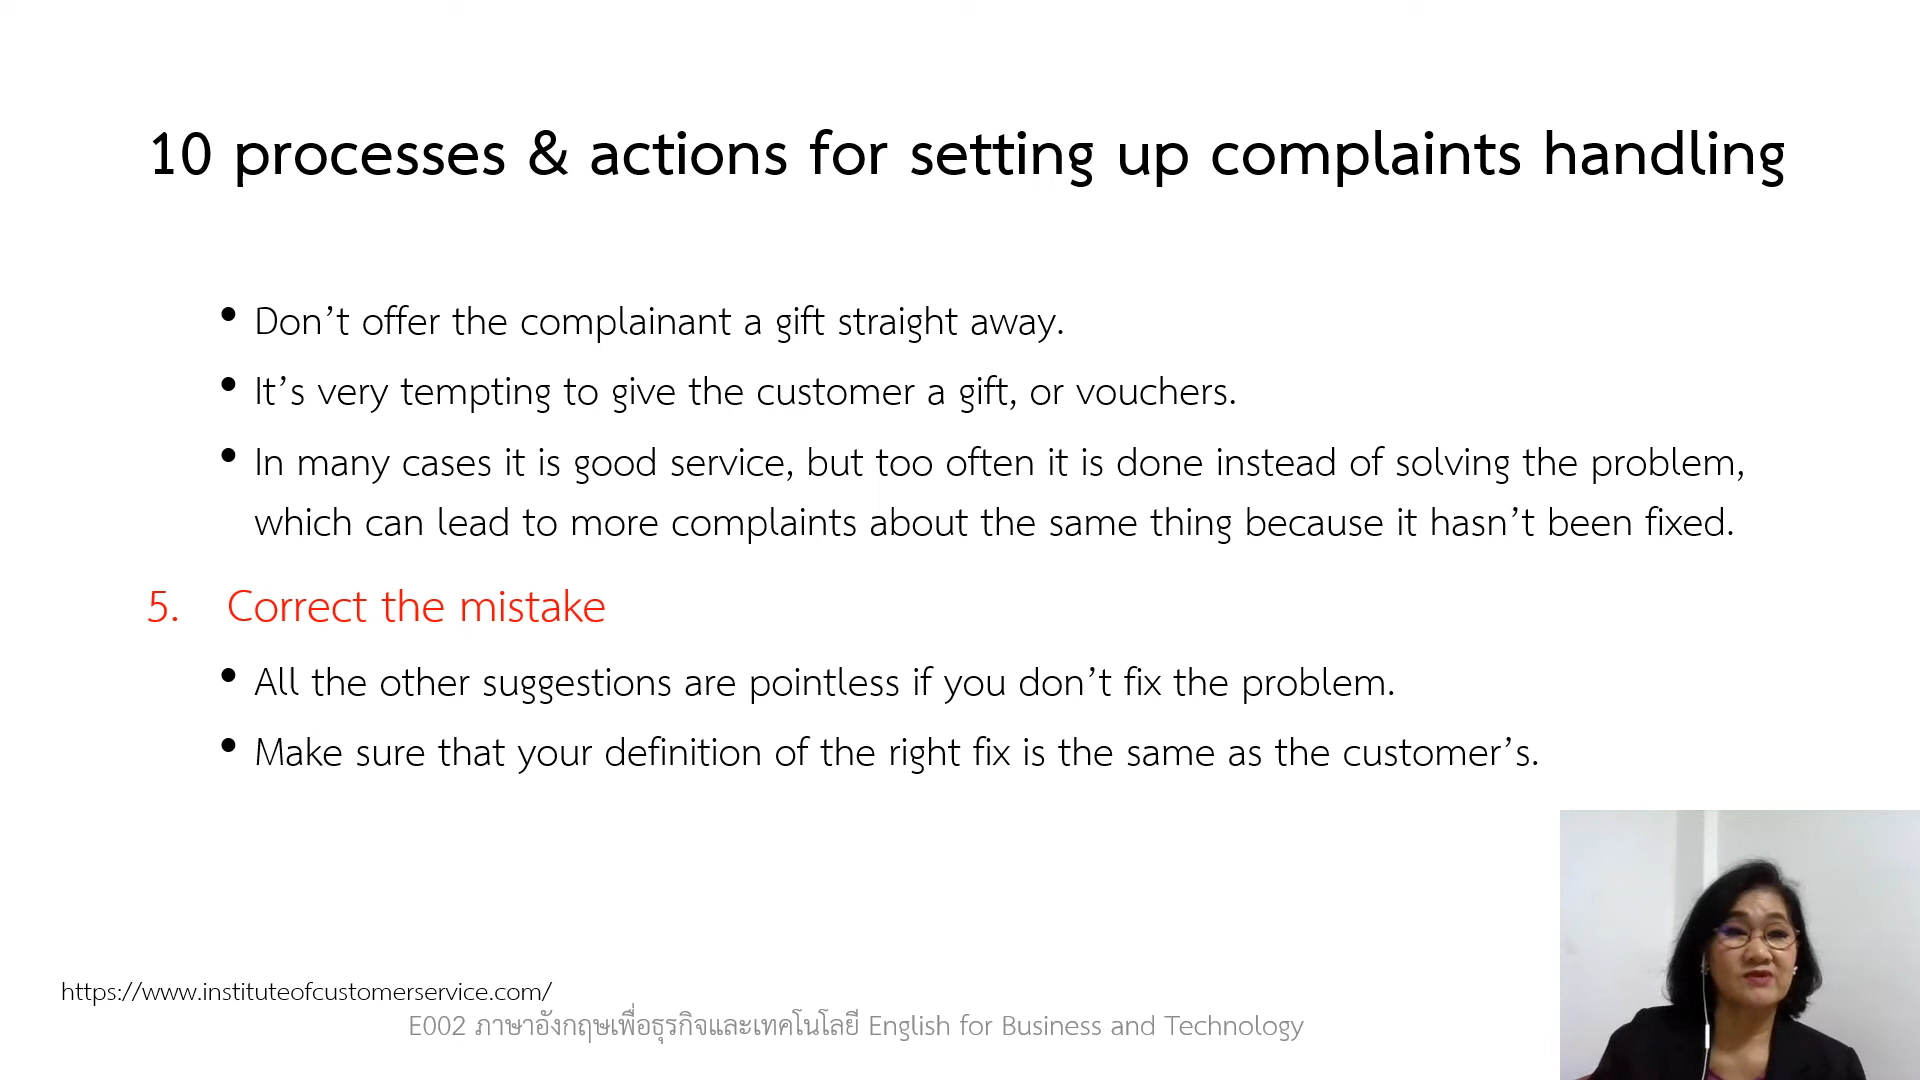 10 processes & actions for setting up complaints handling
• Don’t offer the complainant a gift straight away.
• It’s very tempting to give the customer a gift, or vouchers.
• In many cases it is good service, but too often it is done instead of solving the problem,
which can lead to more complaints about the same thing because it hasn’t been fixed.
5. Correct the mistake
• All the other suggestions are pointless if you don’t fix the problem.
• Make sure that your definition of the right fix is the same as the customer’s.
https://www.instituteofcustomerservice.com/
E002 ภาษาอังกฤษเพื่อธุรกิจและเทคโนโลยี English for Business and Technology